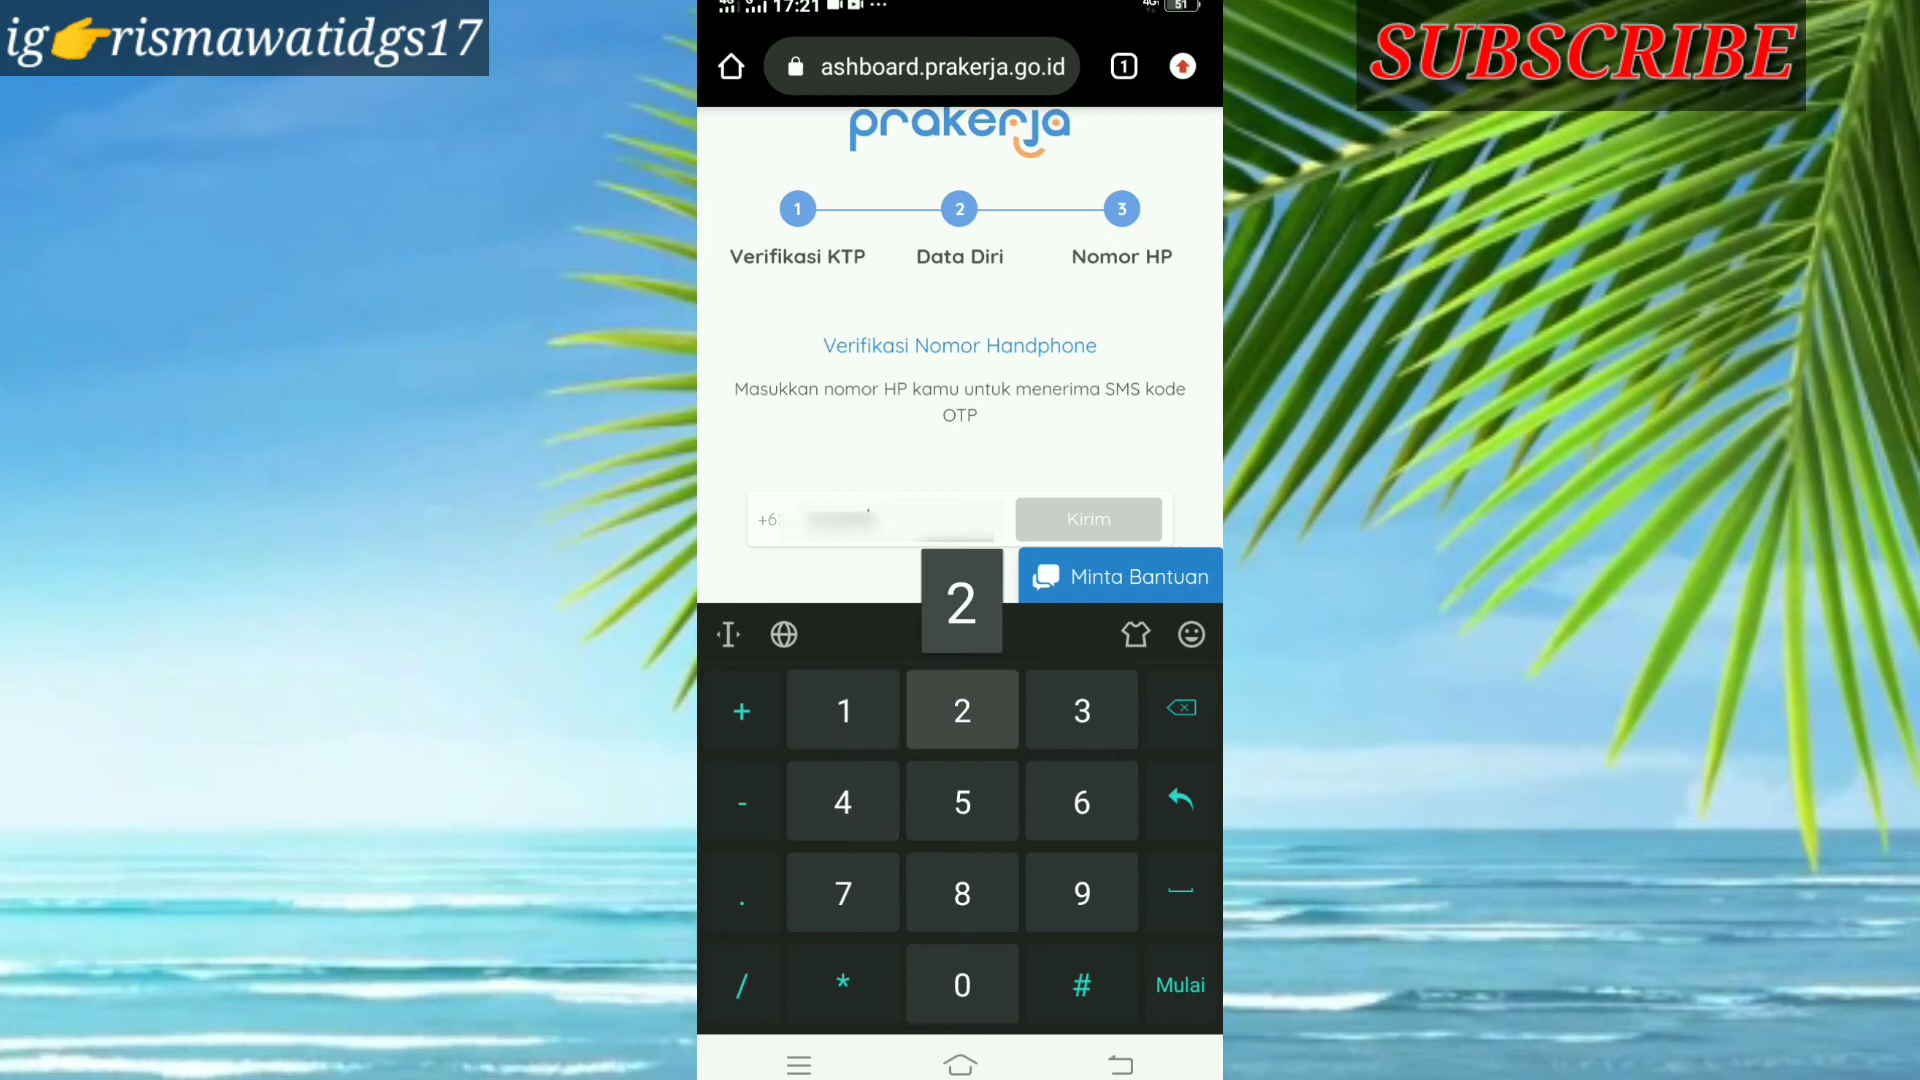 ig👉rismawatidgs17
SUBSCRIBE
17:21
51
ashboard.prakerja.go.id
1
prakerja
1 2 3
Verifikasi KTP Data Diri Nomor HP
Verifikasi Nomor Handphone
Masukkan nomor HP kamu untuk menerima SMS kode
OTP
Kirim
Minta Bantuan
2
+ 1 2 3
- 4 5 6
. 7 8 9
/ * 0 # Mulai